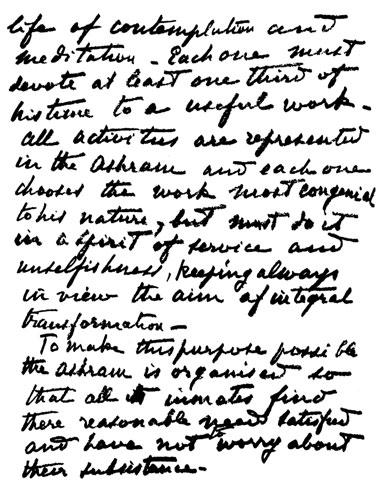 life of contemplation and
meditation - Each one must
devote at least one third of
his time to a useful work -
All activities are represented
in the Ashram and each one
chooses the work most congenial
to his nature, but must do it
in a spirit of service and
unselfishness, keeping always
in view the aim of integral
transformation -
To make this purpose possible
the Ashram is organised so
that all its inmates find
there reasonable needs satisfied
and have not to worry about
their subsistance -